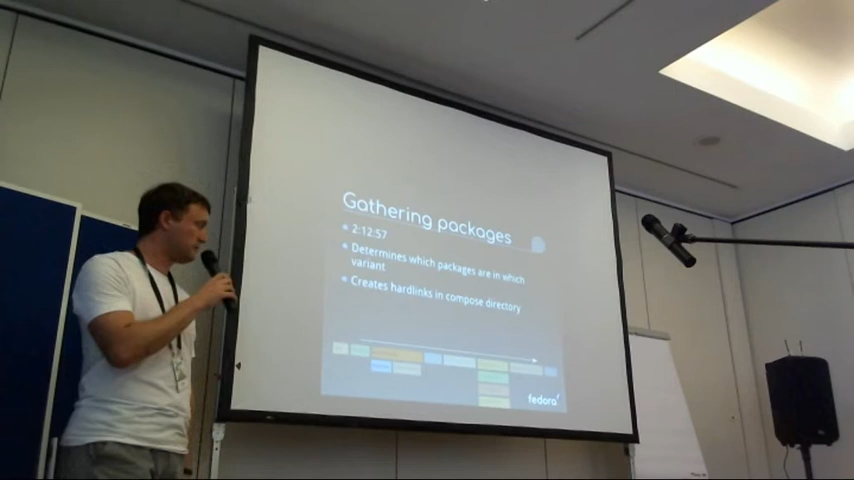 Gathering packages
2:12:57
Determines which packages are in which
variant
Creates hardlinks in compose directory
fedora